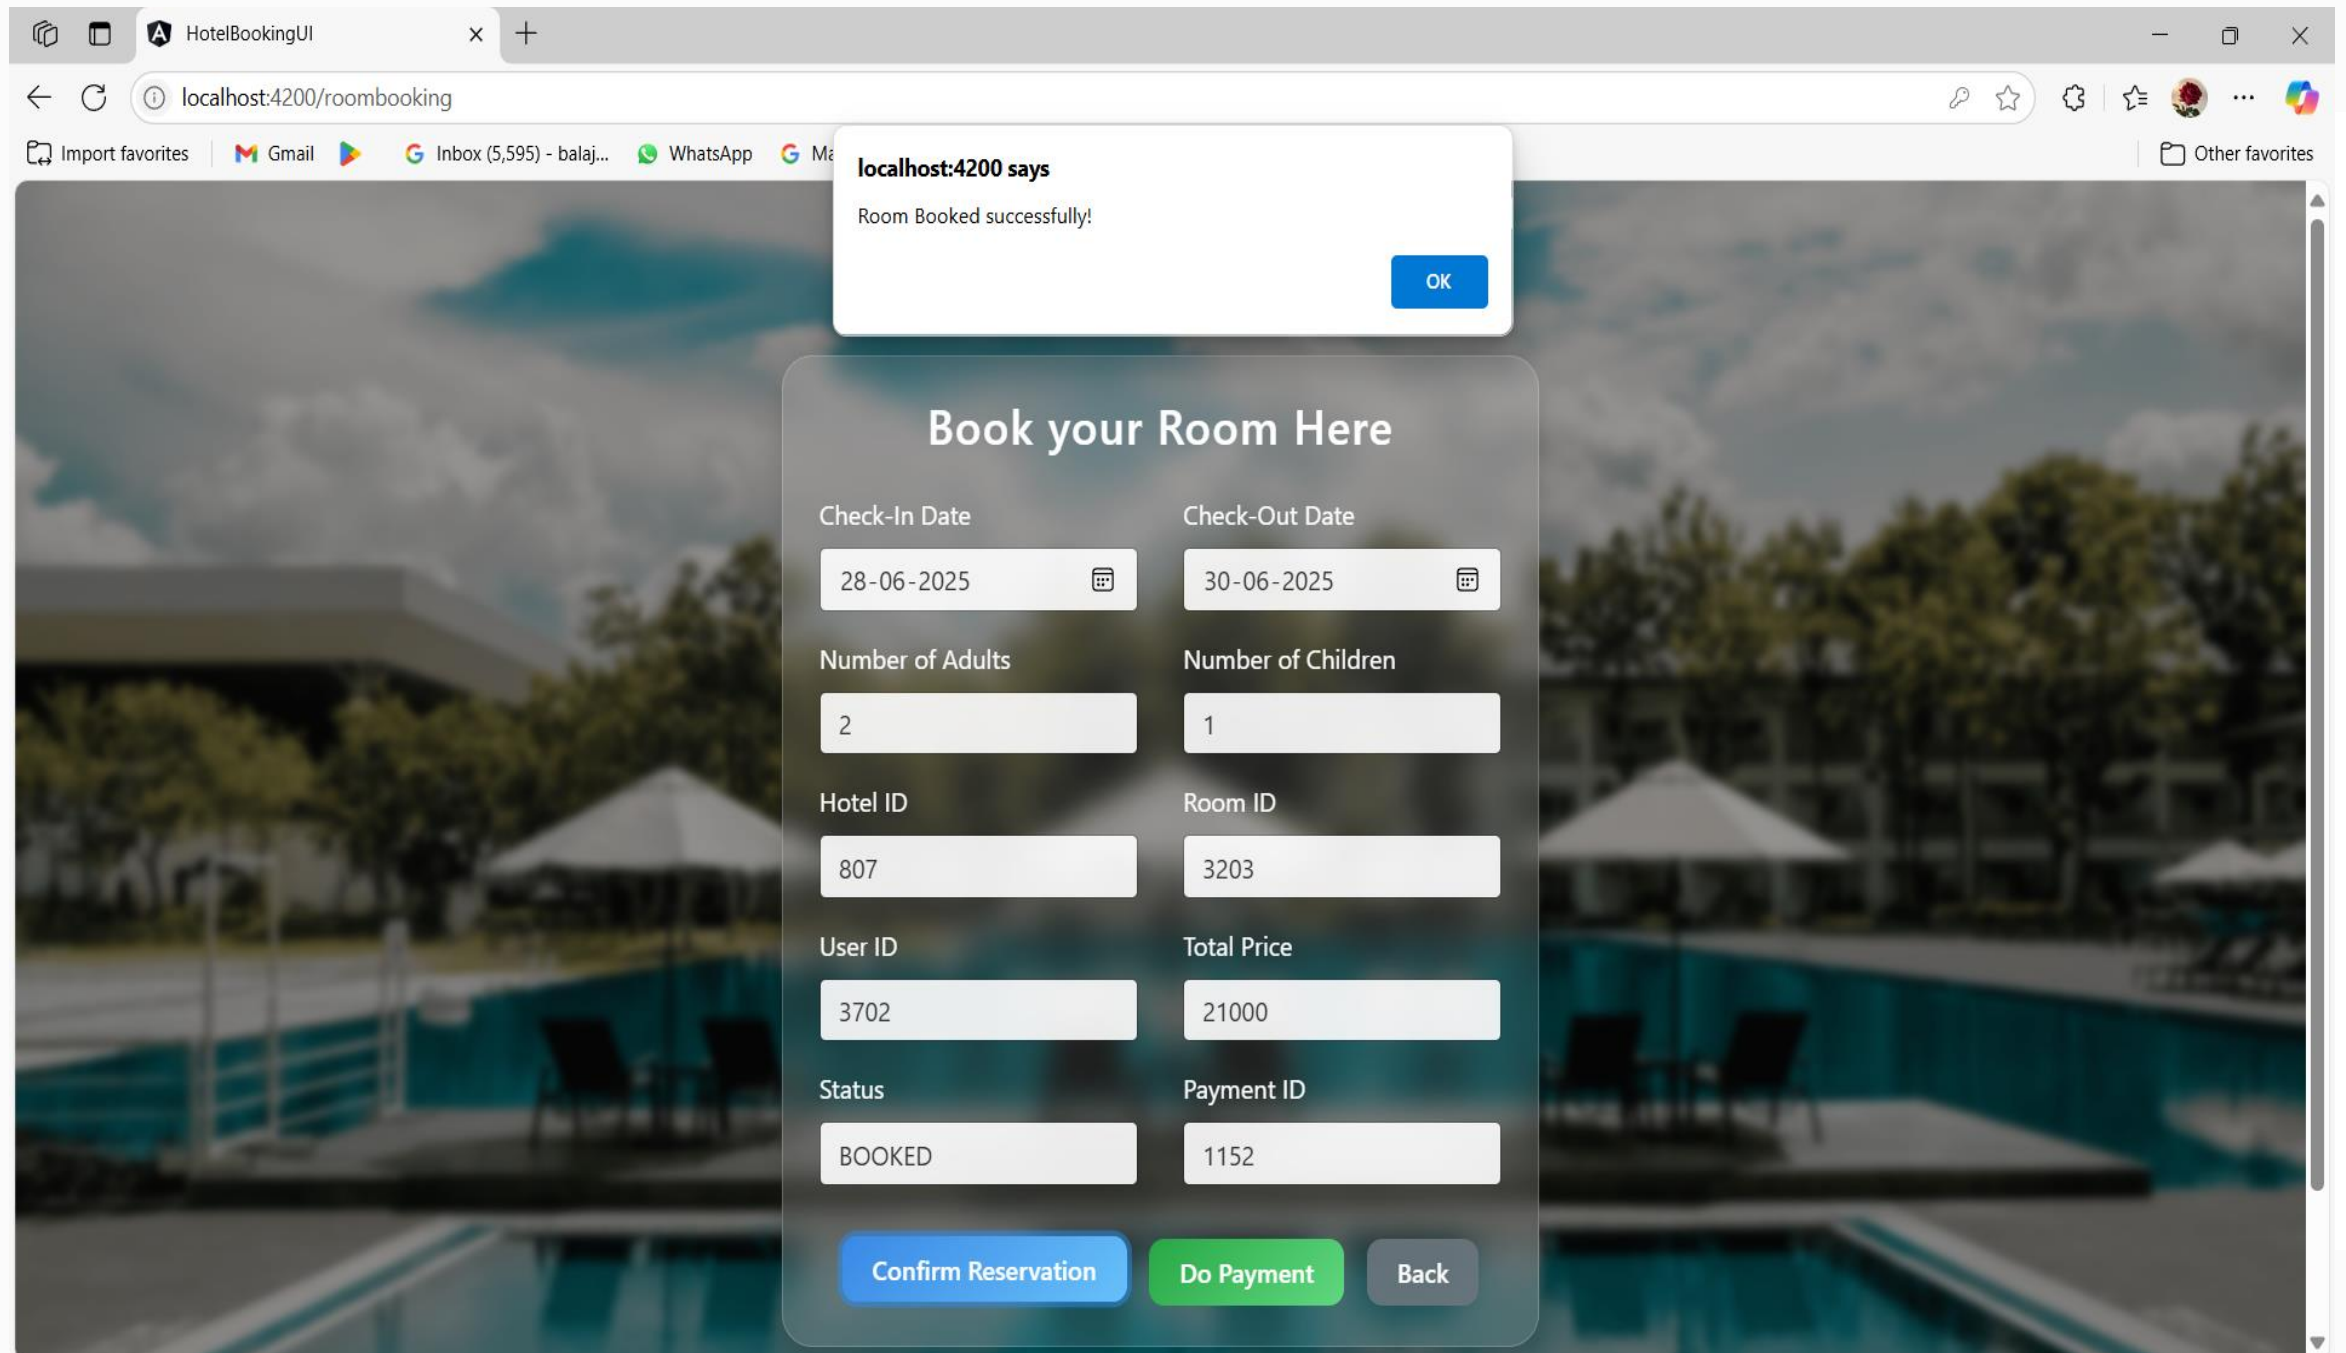 HotelBookingUI
localhost:4200/roombooking
Import favorites Gmail Inbox (5,595) - balaj... WhatsApp Ma Other favorites
localhost:4200 says
Room Booked successfully!
OK
Book your Room Here
Check-In Date Check-Out Date
28-06-2025 30-06-2025
Number of Adults Number of Children
2 1
Hotel ID Room ID
807 3203
User ID Total Price
3702 21000
Status Payment ID
BOOKED 1152
Confirm Reservation Do Payment Back